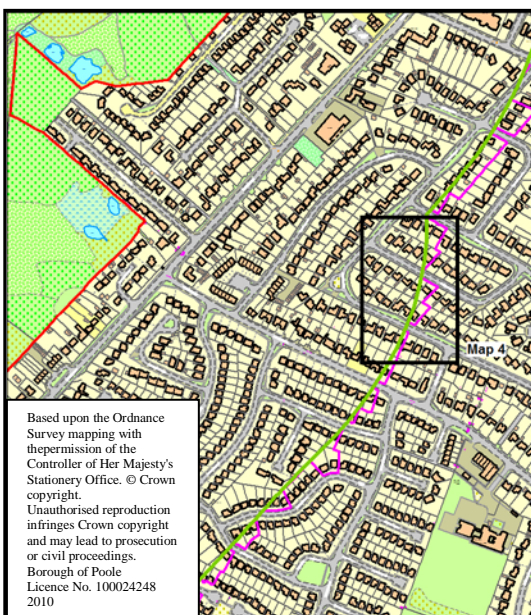 Map 4
Based upon the Ordnance
Survey mapping with
thepermission of the
Controller of Her Majesty's
Stationery Office. © Crown
copyright.
Unauthorised reproduction
infringes Crown copyright
and may lead to prosecution
or civil proceedings.
Borough of Poole
Licence No. 100024248
2010